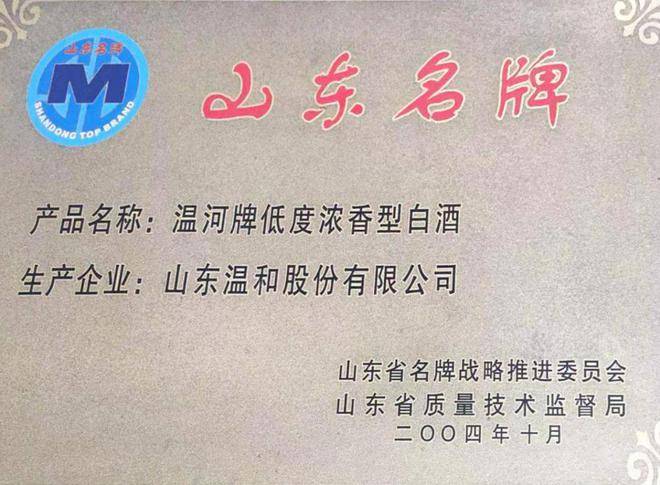 山东名牌
M
SHANDONG TOP BRAND
山东名牌
产品名称：温河牌低度浓香型白酒
生产企业：山东温和股份有限公司
山东省名牌战略推进委员会
山东省质量技术监督局
二〇〇四年十月